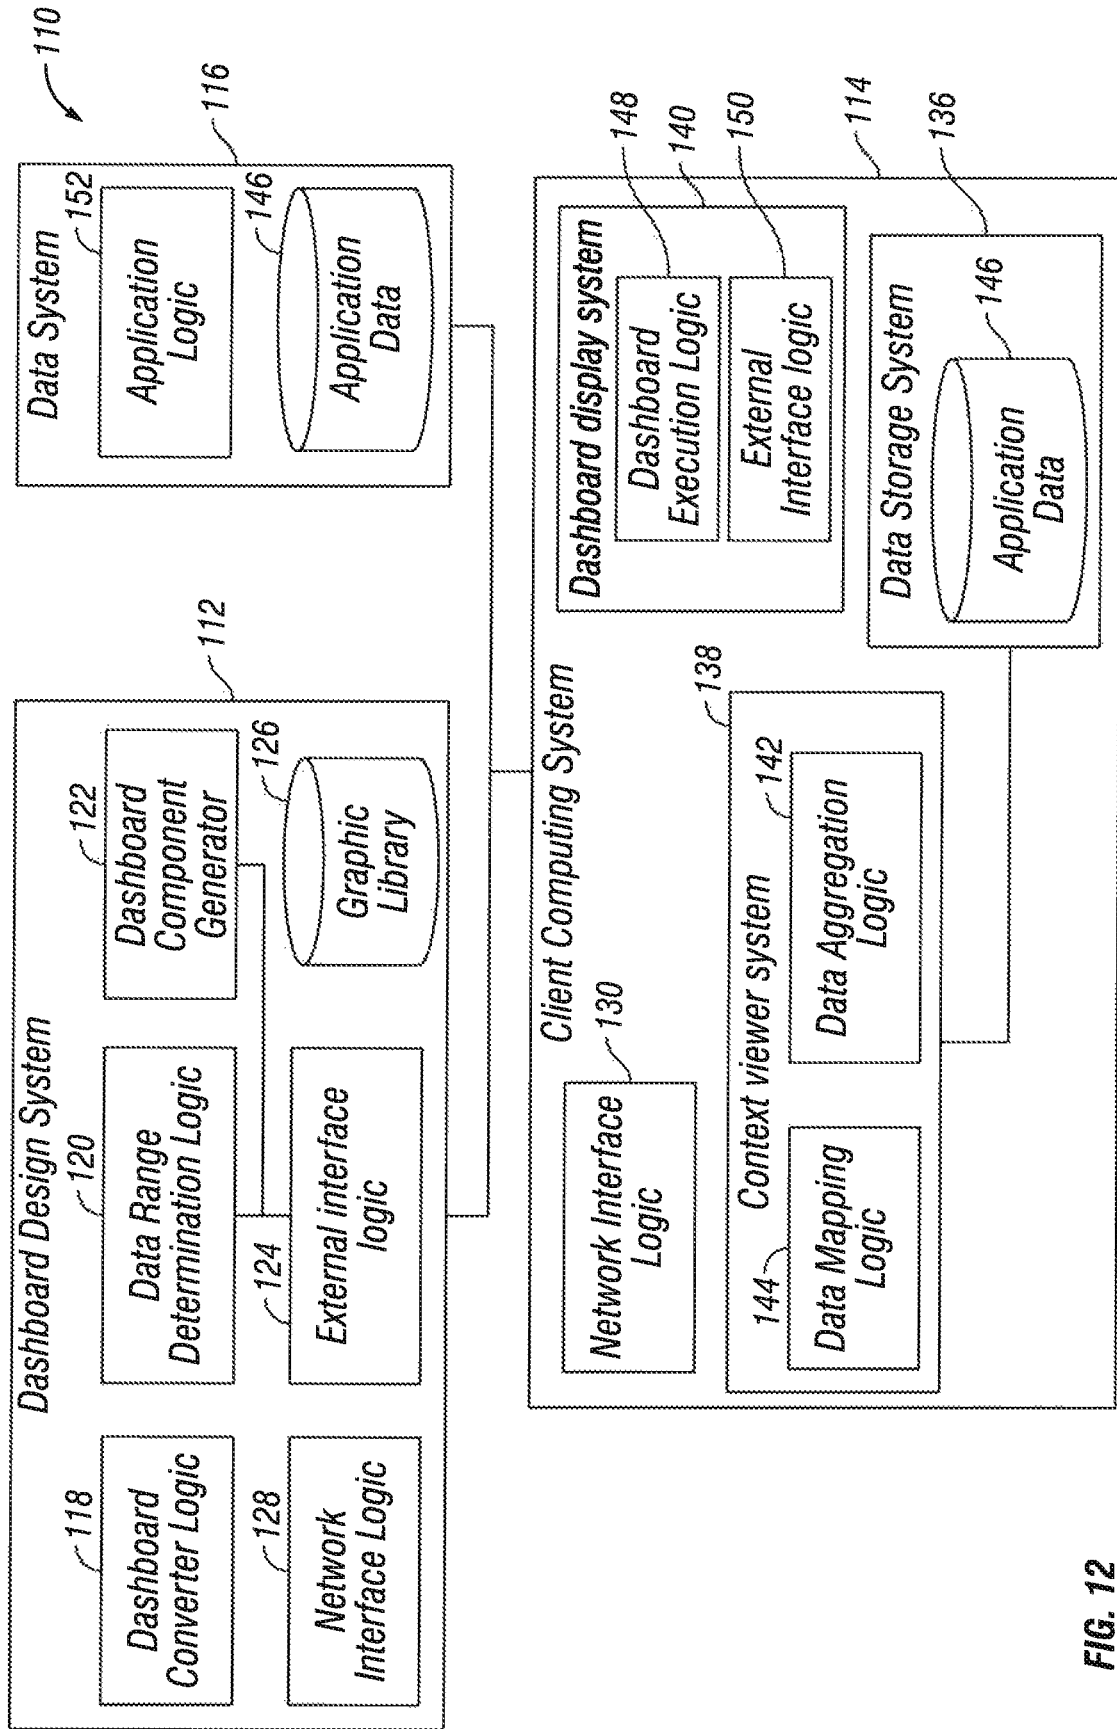 110
Dashboard Design System
112
118
Dashboard
Converter Logic
120
Data Range
Determination Logic
122
Dashboard
Component
Generator
128
Network
Interface Logic
124
External interface
logic
126
Graphic
Library
Data System
116
152
Application
Logic
146
Application
Data
Client Computing System
114
130
Network Interface
Logic
Context viewer system
138
144
Data Mapping
Logic
142
Data Aggregation
Logic
Dashboard display system
140
Dashboard
Execution Logic
148
External
Interface logic
150
Data Storage System
136
146
Application
Data
FIG. 12